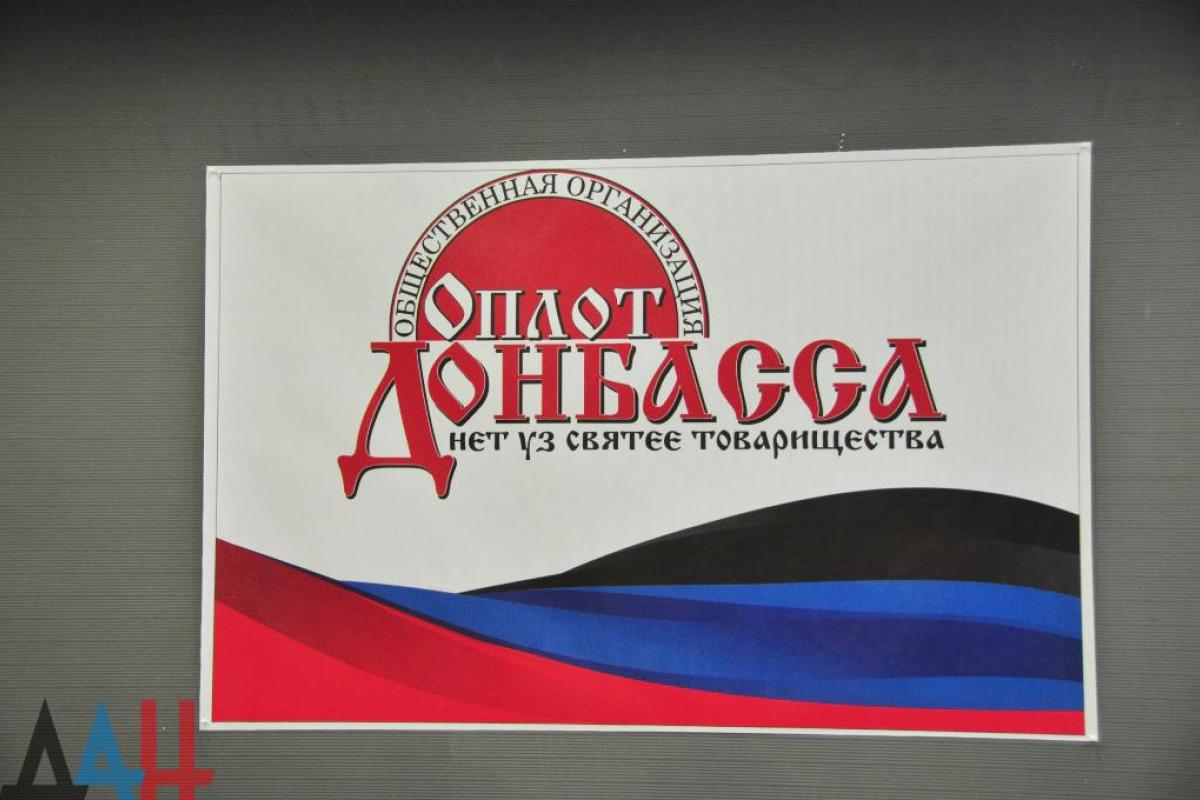 ОБЩЕСТВЕННАЯ ОРГАНИЗАЦИЯ
ОПЛОТ
ДОНБАССА
НЕТ УЗ СВЯТЕЕ ТОВАРИЩЕСТВА
ДАН